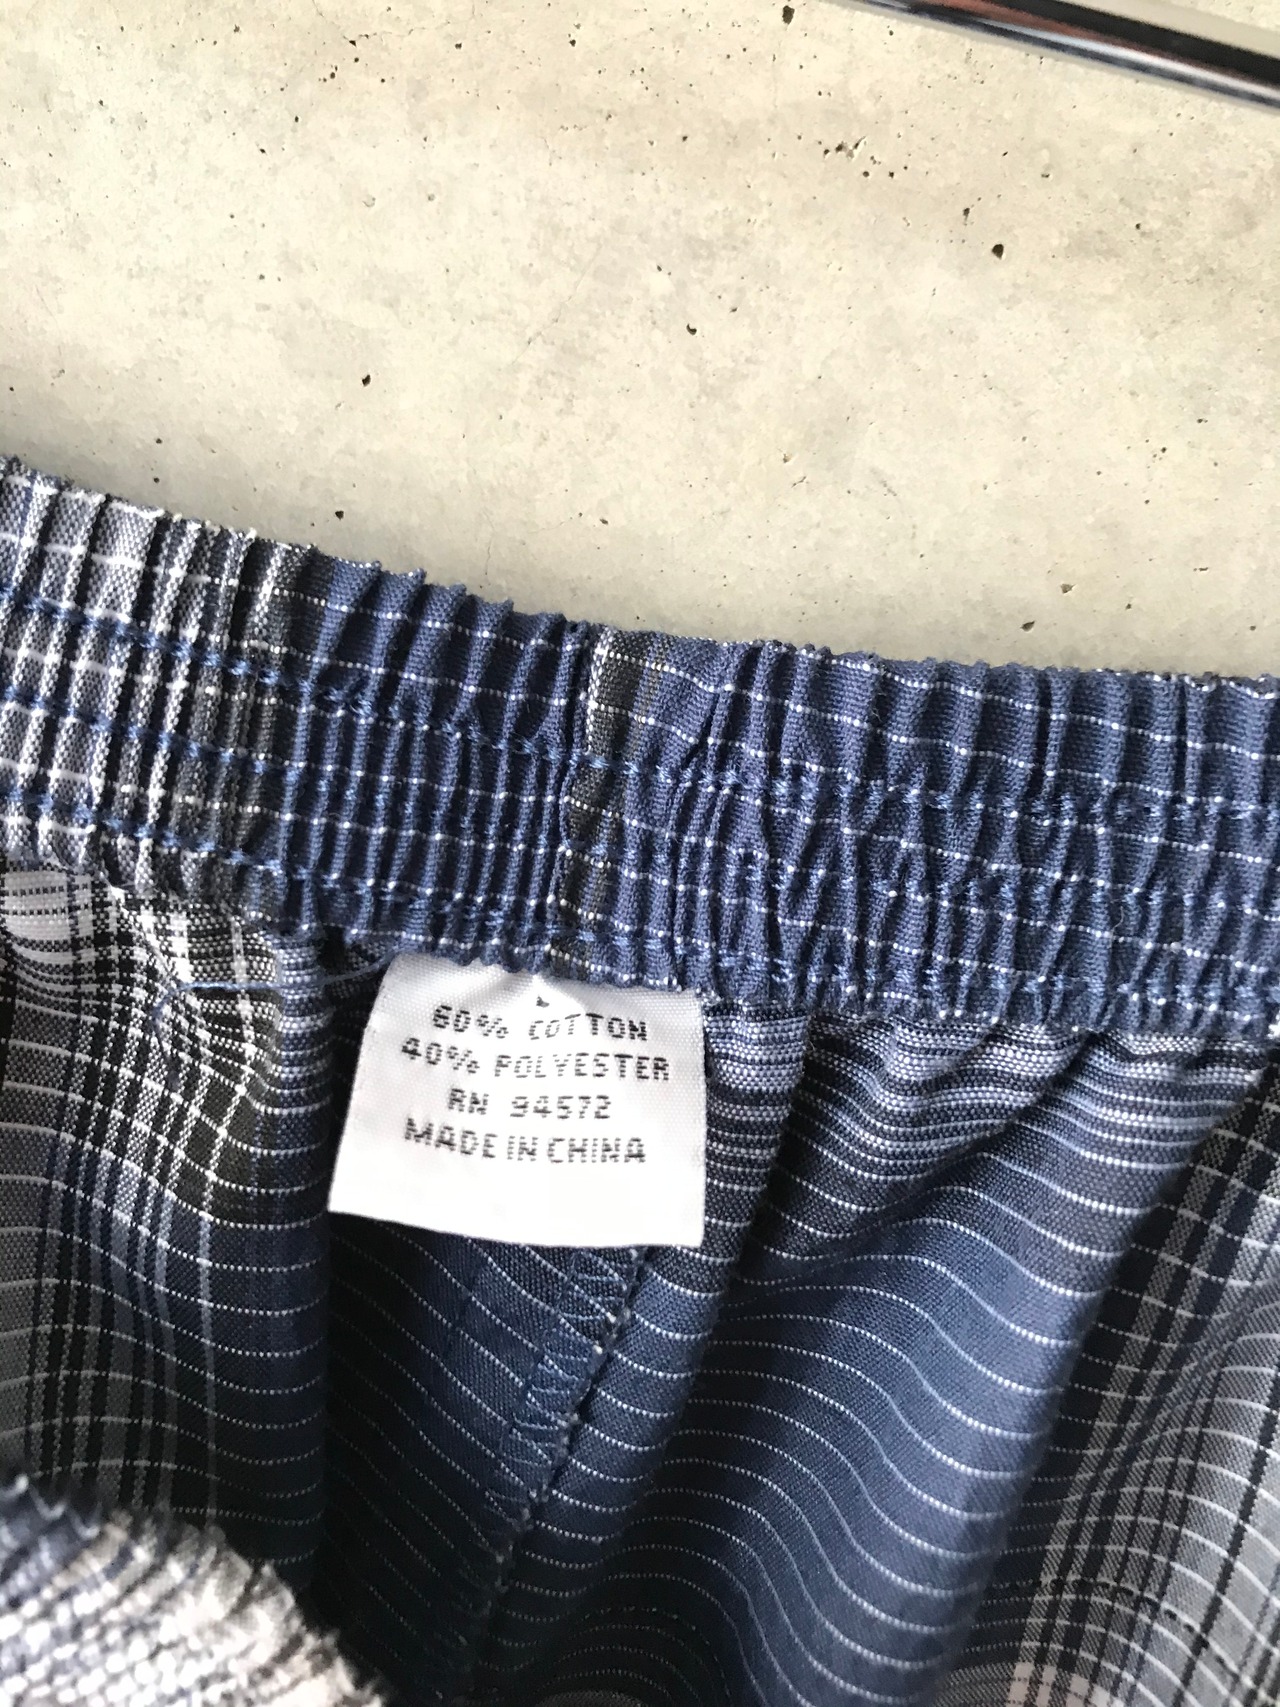 L
60% COTTON
40% POLYESTER
RN 94572
MADE IN CHINA